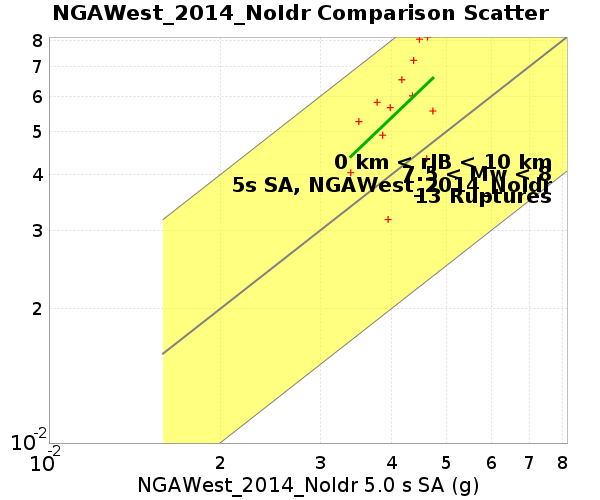 NGAWest_2014_NoIdr Comparison Scatter
8
7
6
5
4
3
2
10^-2
0 km < rJB < 10 km
7.5 < Mw < 8
5s SA, NGAWest_2014_NoIdr
13 Ruptures
10^-2 2 3 4 5 6 7 8
NGAWest_2014_NoIdr 5.0 s SA (g)